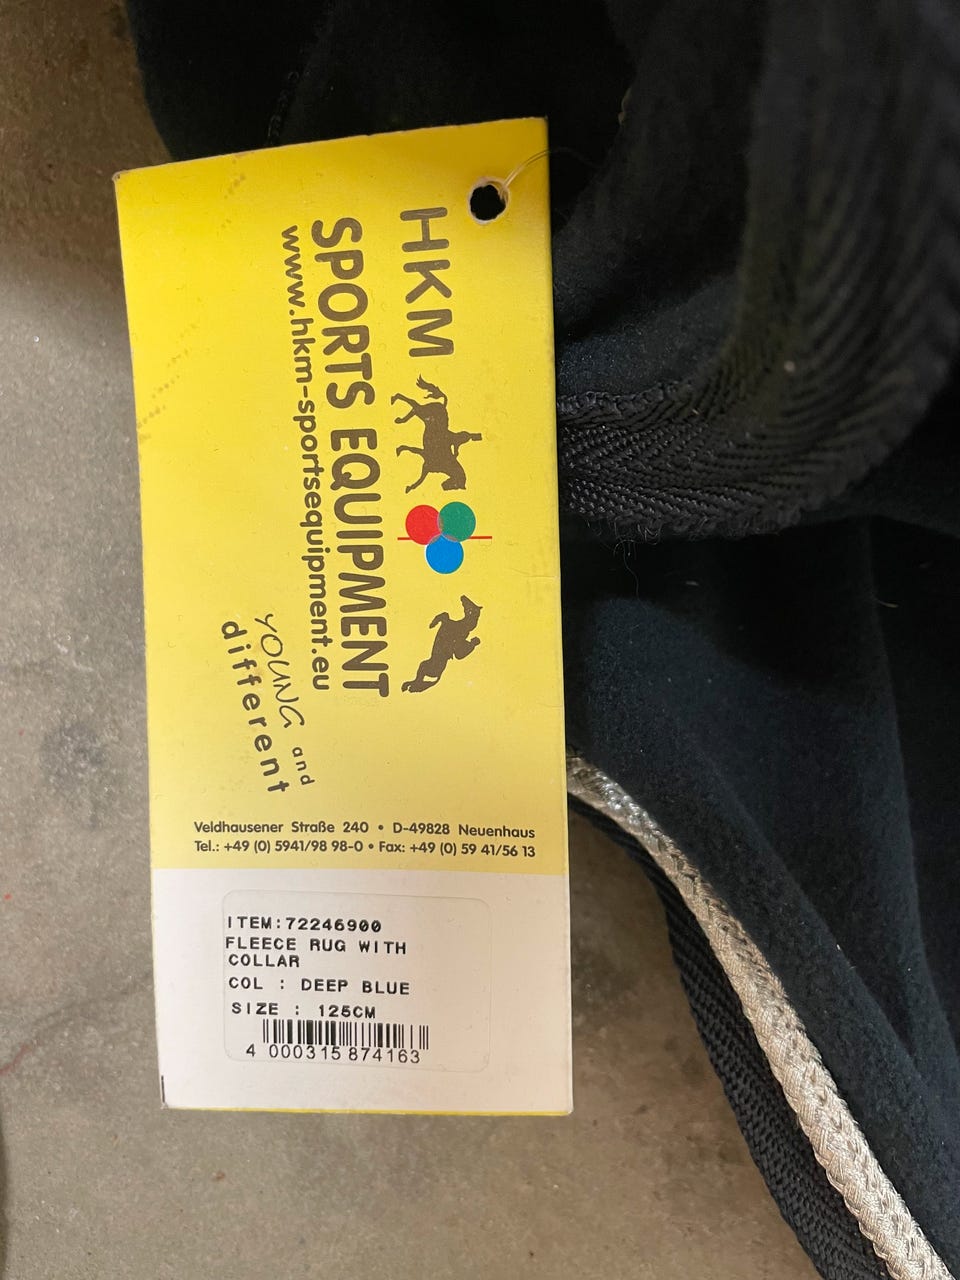 HKM
SPORTS EQUIPMENT
www.hkm-sportsequipment.eu
YOUNG and
different
Veldhausener Straße 240 • D-49828 Neuenhaus
Tel.: +49 (0) 5941/98 98-0 • Fax: +49 (0) 59 41/56 13
ITEM:72246900
FLEECE RUG WITH
COLLAR
COL : DEEP BLUE
SIZE : 125CM
4 000315 874163